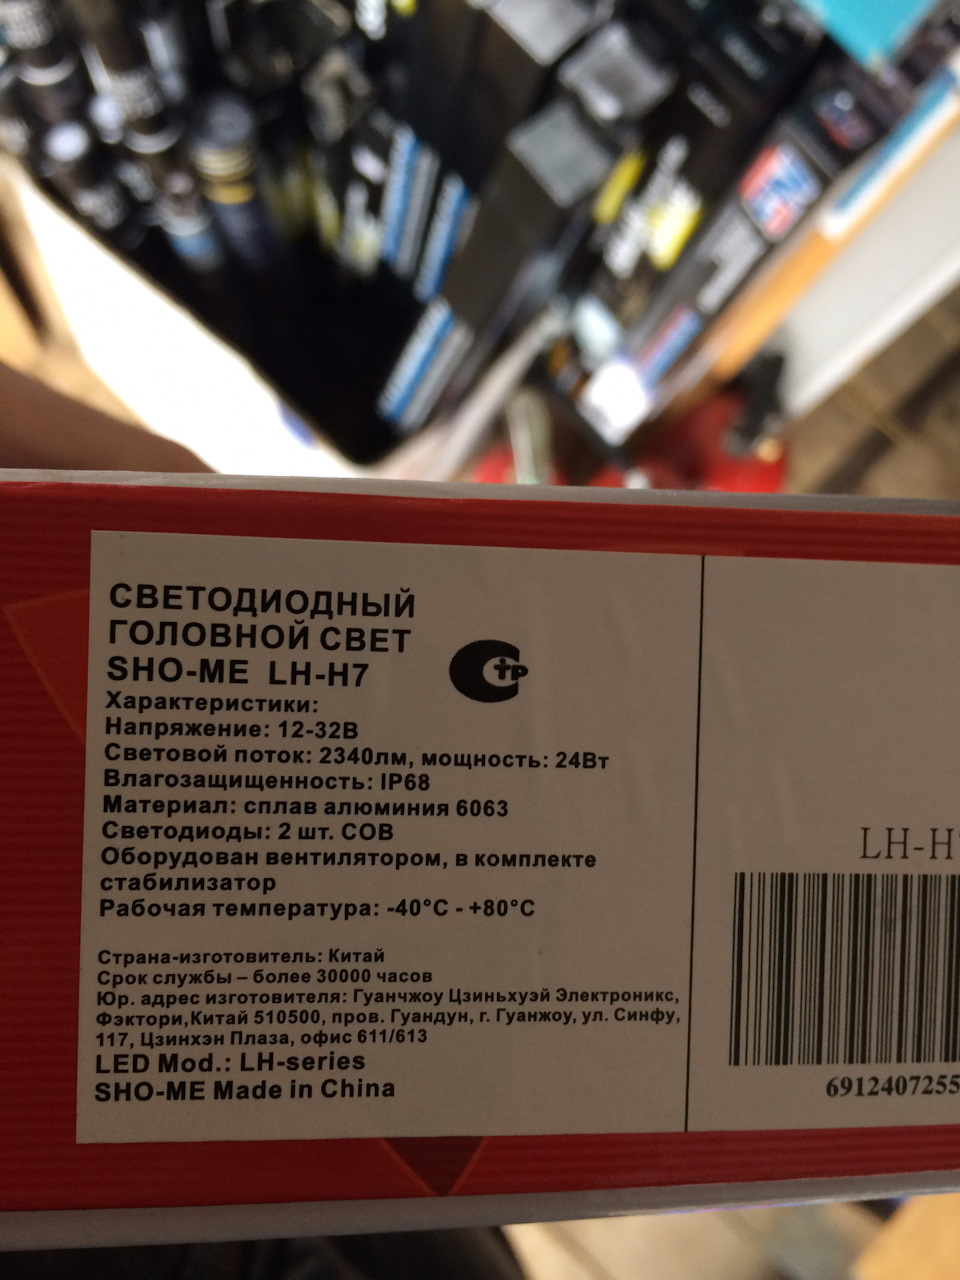 СВЕТОДИОДНЫЙ
ГОЛОВНОЙ СВЕТ
SHO-ME LH-H7
Характеристики:
Напряжение: 12-32В
Световой поток: 2340лм, мощность: 24Вт
Влагозащищенность: IP68
Материал: сплав алюминия 6063
Светодиоды: 2 шт. COB
Оборудован вентилятором, в комплекте
стабилизатор
Рабочая температура: -40°C - +80°C
Страна-изготовитель: Китай
Срок службы – более 30000 часов
Юр. адрес изготовителя: Гуанчжоу Цзиньхуэй Электроникс,
Фэктори,Китай 510500, пров. Гуандун, г. Гуанжоу, ул. Синфу,
117, Цзинхэн Плаза, офис 611/613
LED Mod.: LH-series
SHO-ME Made in China
СТР
LH-H
6912407255